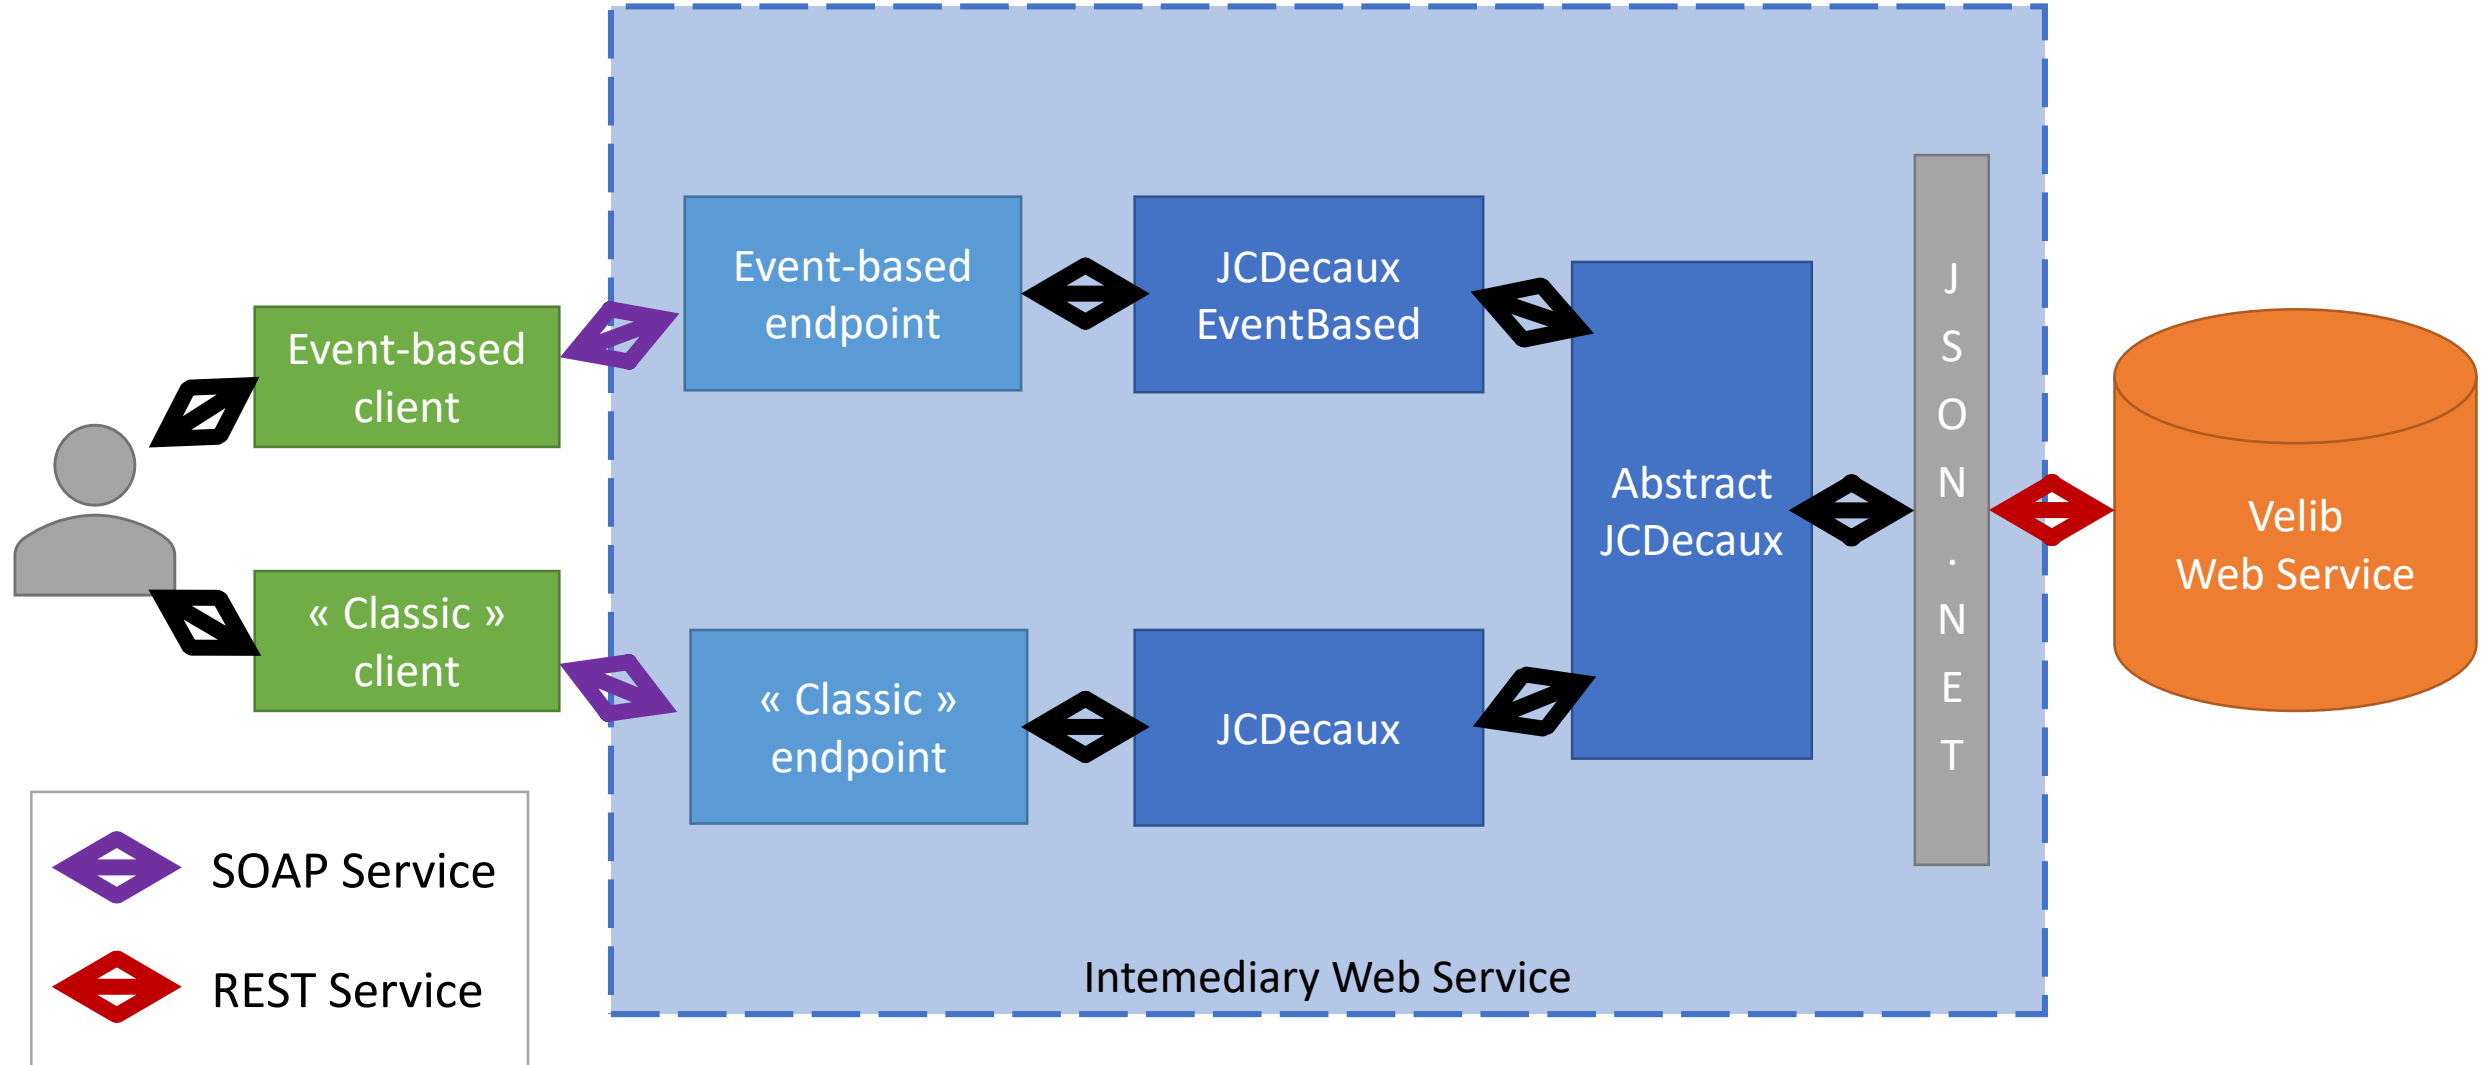 Event-based
client
« Classic »
client
Event-based
endpoint
« Classic »
endpoint
JCDecaux
EventBased
JCDecaux
Abstract
JCDecaux
J
S
O
N
.
N
E
T
Velib
Web Service
Intemediary Web Service
SOAP Service
REST Service